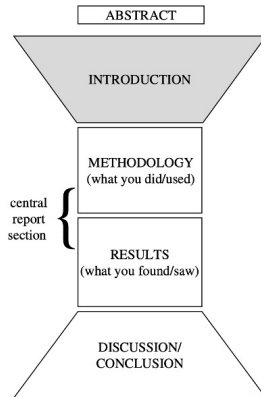 ABSTRACT
INTRODUCTION
METHODOLOGY
(what you did/used)
central
report
section
RESULTS
(what you found/saw)
DISCUSSION/
CONCLUSION